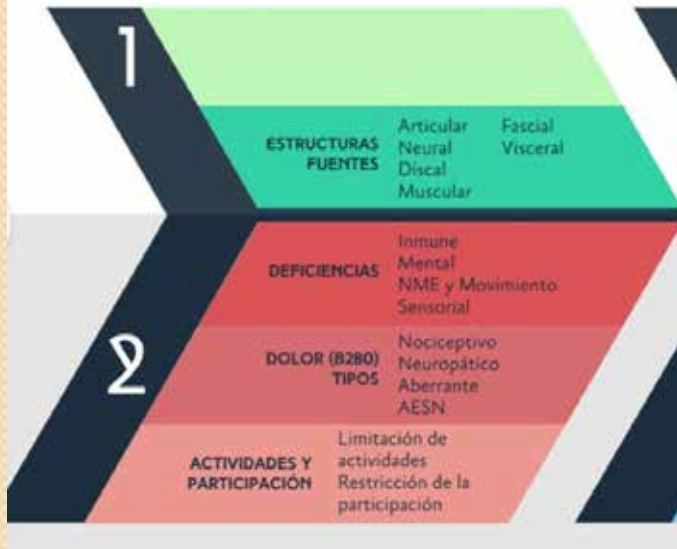 1
ESTRUCTURAS
FUENTES
Articular
Neural
Discal
Muscular
Fascial
Visceral
2
DEFICIENCIAS
Inmune
Mental
NME y Movimiento
Sensorial
DOLOR (B280)
TIPOS
Nociceptivo
Neuropático
Aberrante
AESN
ACTIVIDADES Y
PARTICIPACIÓN
Limitación de
actividades
Restricción de la
participación